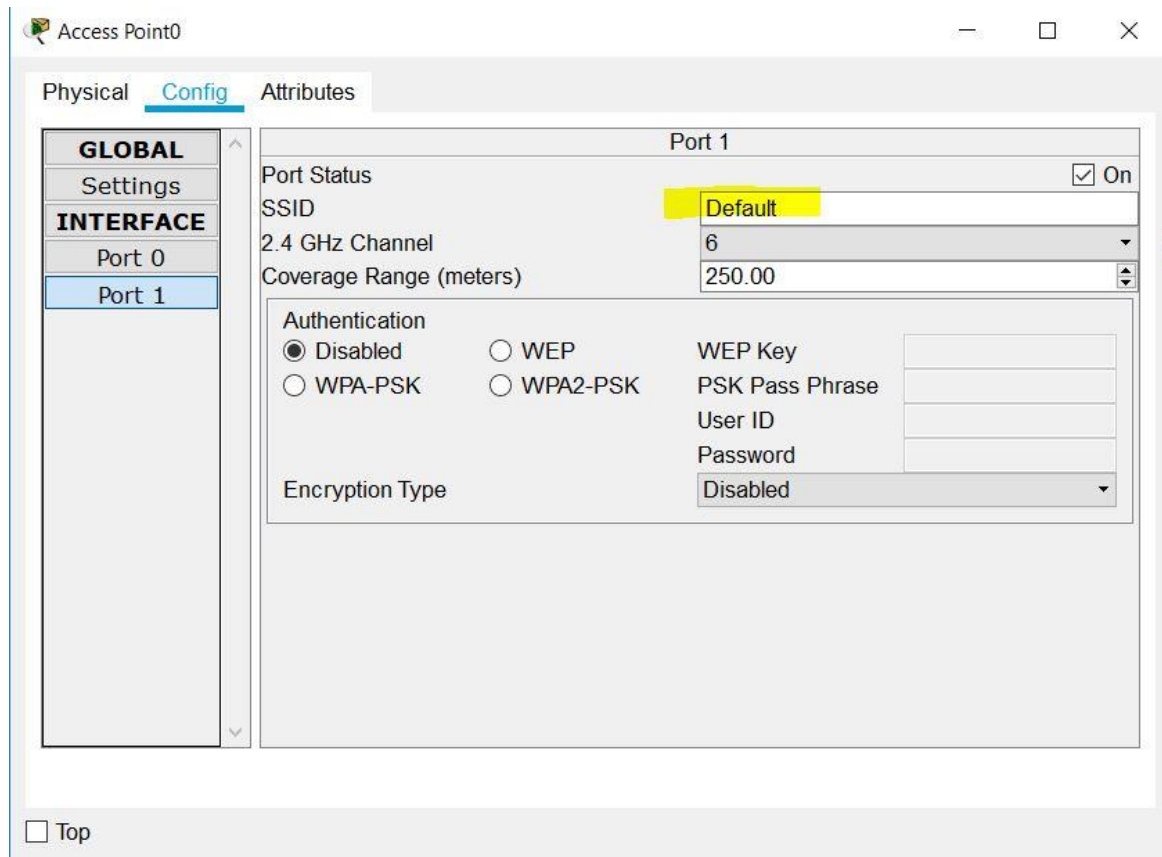 Access Point0
Physical Config Attributes
GLOBAL
Settings
INTERFACE
Port 0
Port 1
Port 1
Port Status On
SSID Default
2.4 GHz Channel 6
Coverage Range (meters) 250.00
Authentication
Disabled WEP WEP Key
WPA-PSK WPA2-PSK PSK Pass Phrase
User ID
Password
Encryption Type Disabled
Top